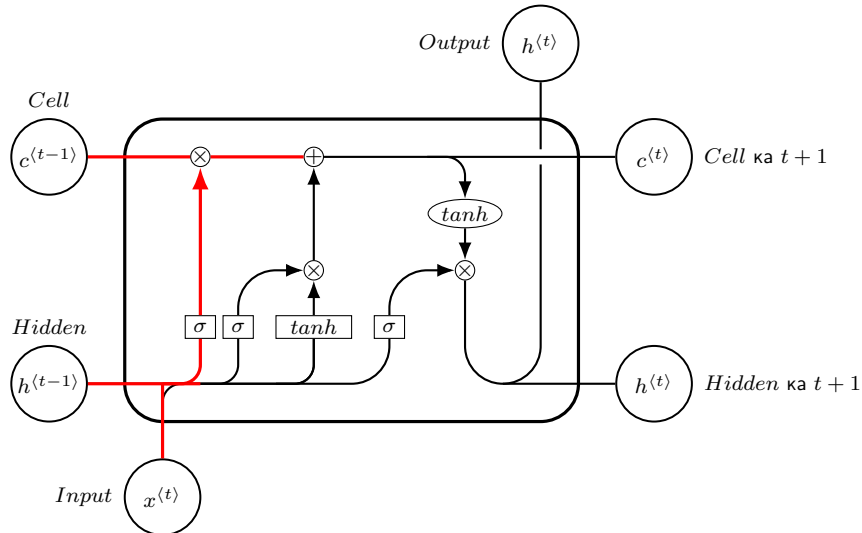 Output h⟨t⟩
Cell
c⟨t−1⟩ × + c⟨t⟩ Cell ка t + 1
tanh
× ×
Hidden σ σ tanh σ
h⟨t−1⟩ h⟨t⟩ Hidden ка t + 1
Input x⟨t⟩